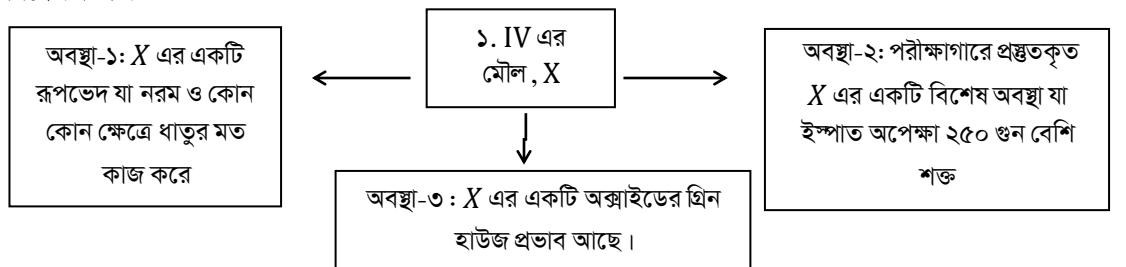 ১. IV এর
মৌল , X
অবস্থা-১: X এর একটি
রূপভেদ যা নরম ও কোন
কোন ক্ষেত্রে ধাতুর মত
কাজ করে
অবস্থা-২: পরীক্ষাগারে প্রস্তুতকৃত
X এর একটি বিশেষ অবস্থা যা
ইস্পাত অপেক্ষা ২৫০ গুন বেশি
শক্ত
অবস্থা-৩ : X এর একটি অক্সাইডের গ্রিন
হাউজ প্রভাব আছে।